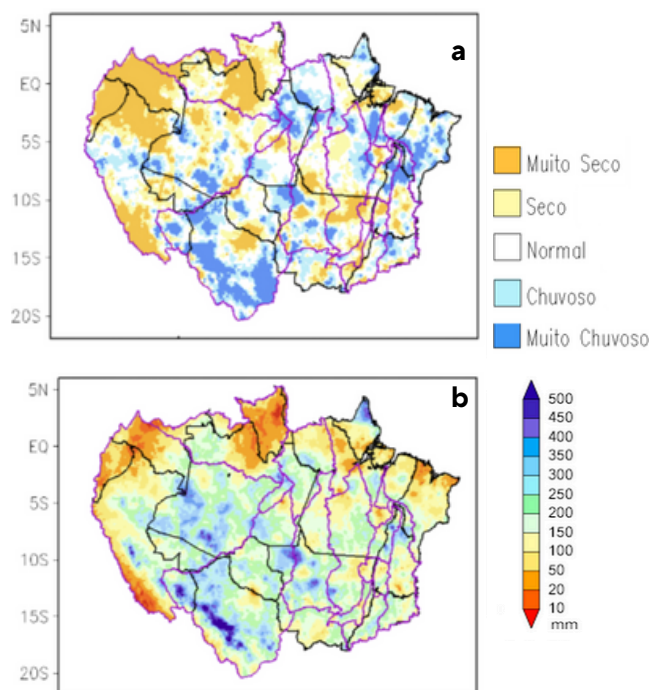 5N
EQ
5S
10S
15S
20S
a
Muito Seco
Seco
Normal
Chuvoso
Muito Chuvoso
5N
EQ
5S
10S
15S
20S
b
500
450
400
350
300
250
200
150
100
50
20
10
mm